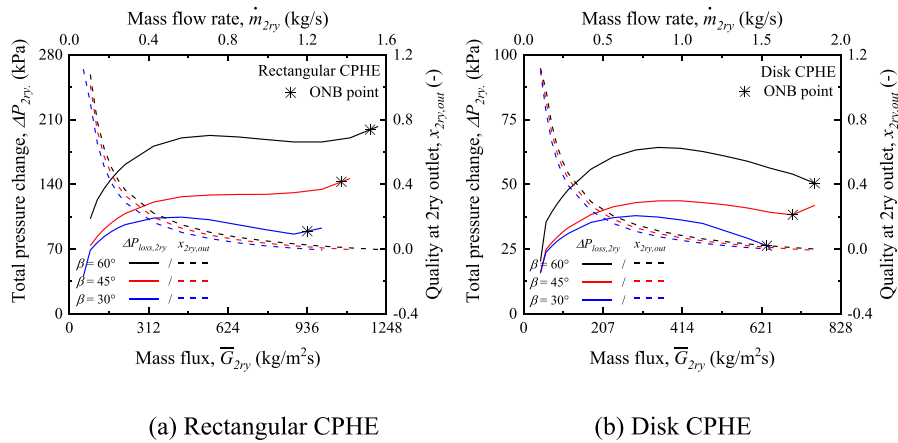 Mass flow rate, ṁ2ry (kg/s)
0.0 0.4 0.8 1.2 1.6
280
210
140
70
0
Total pressure change, ΔP2ry. (kPa)
1.2
0.8
0.4
0.0
-0.4
Quality at 2ry outlet, x2ry,out (-)
Rectangular CPHE
ONB point
ΔPloss,2ry x2ry,out
β = 60° /
β = 45° /
β = 30° /
0 312 624 936 1248
Mass flux, G̅2ry (kg/m²s)
(a) Rectangular CPHE
Mass flow rate, ṁ2ry (kg/s)
0.0 0.5 1.0 1.5 2.0
100
75
50
25
0
Total pressure change, ΔP2ry. (kPa)
1.2
0.8
0.4
0.0
-0.4
Quality at 2ry outlet, x2ry,out (-)
Disk CPHE
ONB point
ΔPloss,2ry x2ry,out
β = 60° /
β = 45° /
β = 30° /
0 207 414 621 828
Mass flux, G̅2ry (kg/m²s)
(b) Disk CPHE